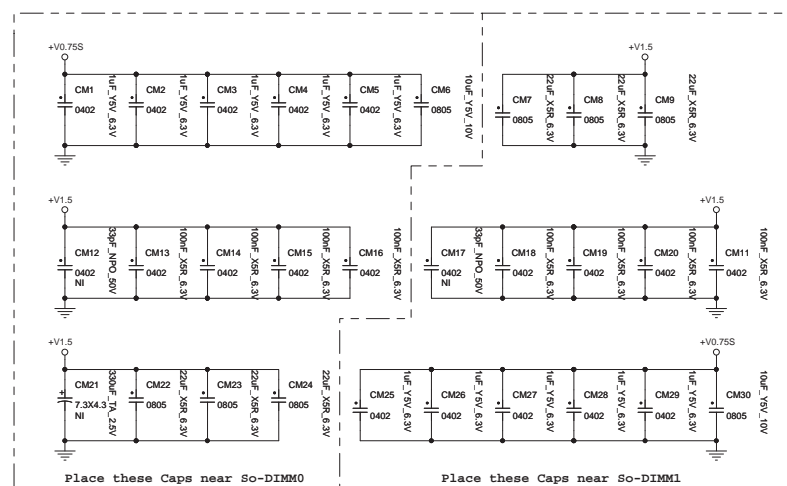 +V0.75S
CM1
0402
1uF_Y5V_6.3V
CM2
0402
1uF_Y5V_6.3V
CM3
0402
1uF_Y5V_6.3V
CM4
0402
1uF_Y5V_6.3V
CM5
0402
1uF_Y5V_6.3V
CM6
0805
10uF_Y5V_10V
+V1.5
CM7
0805
22uF_X5R_6.3V
CM8
0805
22uF_X5R_6.3V
CM9
0805
22uF_X5R_6.3V
+V1.5
CM12
0402
NI
33pF_NPO_50V
CM13
0402
100nF_X5R_6.3V
CM14
0402
100nF_X5R_6.3V
CM15
0402
100nF_X5R_6.3V
CM16
0402
100nF_X5R_6.3V
+V1.5
CM17
0402
NI
33pF_NPO_50V
CM18
0402
100nF_X5R_6.3V
CM19
0402
100nF_X5R_6.3V
CM20
0402
100nF_X5R_6.3V
CM11
0402
100nF_X5R_6.3V
+V1.5
CM21
7.3X4.3
NI
330uF_TA_2.5V
CM22
0805
22uF_X5R_6.3V
CM23
0805
22uF_X5R_6.3V
CM24
0805
22uF_X5R_6.3V
+V0.75S
CM25
0402
1uF_Y5V_6.3V
CM26
0402
1uF_Y5V_6.3V
CM27
0402
1uF_Y5V_6.3V
CM28
0402
1uF_Y5V_6.3V
CM29
0402
1uF_Y5V_6.3V
CM30
0805
10uF_Y5V_10V
Place these Caps near So-DIMM0
Place these Caps near So-DIMM1